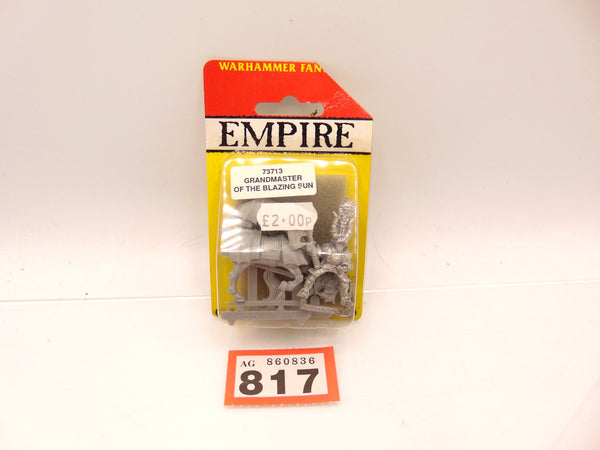 WARHAMMER FAN
EMPIRE
73713
GRANDMASTER
OF THE BLAZING SUN
£2·00P
AG 860836
817